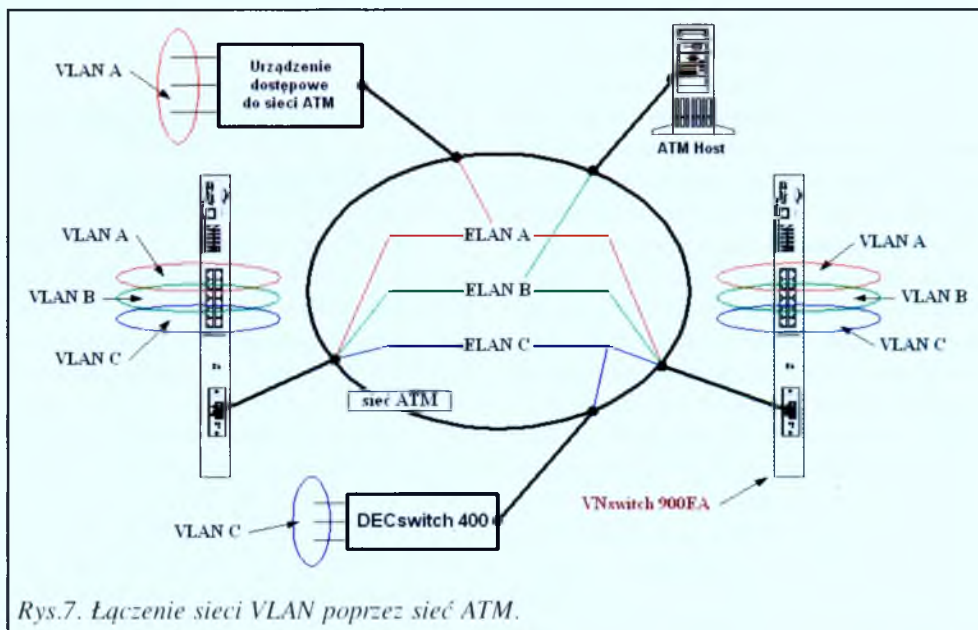 VLAN A
Urządzenie
dostępowe
do sieci ATM
ATM Host
VLAN A
VLAN B
VLAN C
ELAN A
ELAN B
ELAN C
sieć ATM
VLAN A
VLAN B
VLAN C
VLAN C
DECswitch 400
VNswitch 900EA
Rys.7. Łączenie sieci VLAN poprzez sieć ATM.